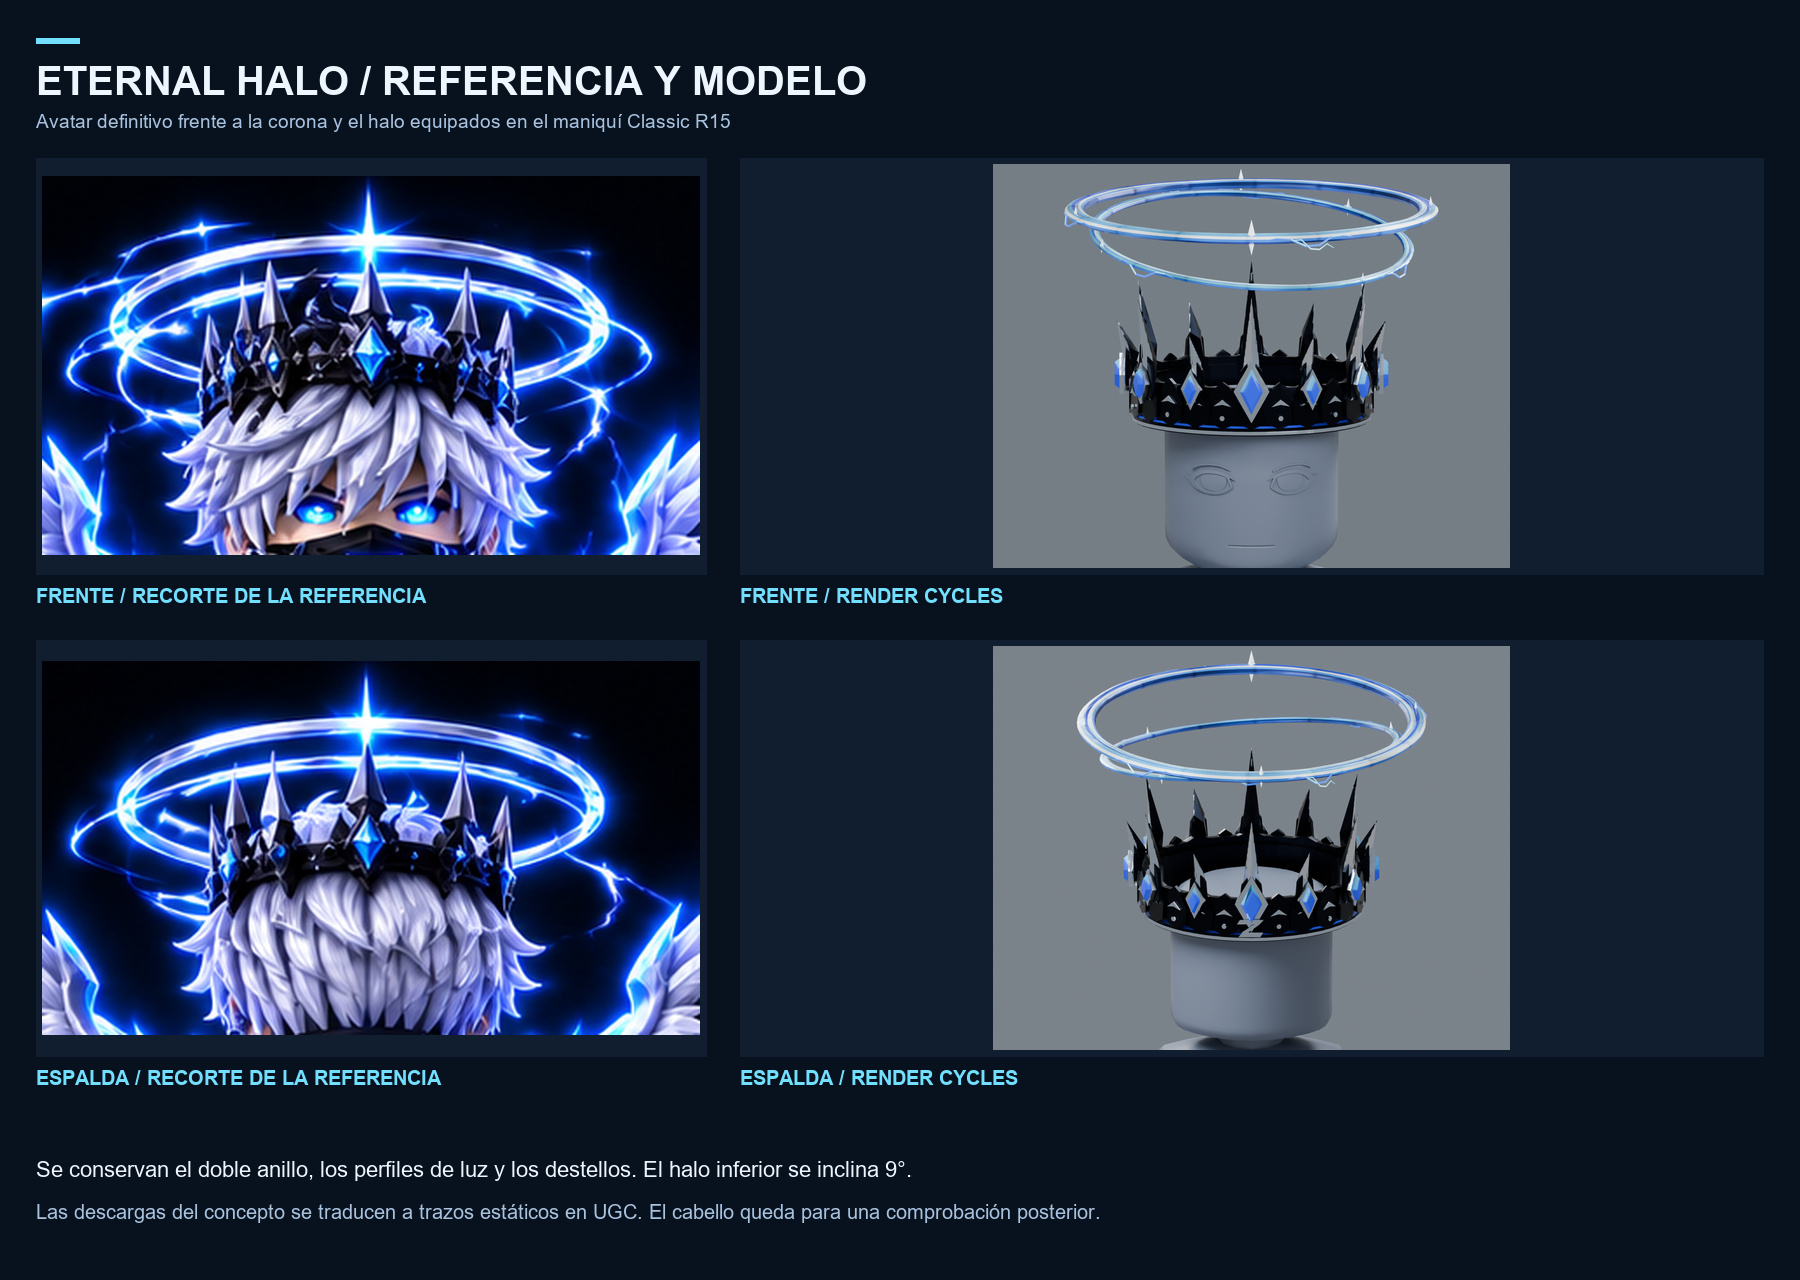 ETERNAL HALO / REFERENCIA Y MODELO
Avatar definitivo frente a la corona y el halo equipados en el maniquí Classic R15
FRENTE / RECORTE DE LA REFERENCIA
FRENTE / RENDER CYCLES
Z
ESPALDA / RECORTE DE LA REFERENCIA
ESPALDA / RENDER CYCLES
Se conservan el doble anillo, los perfiles de luz y los destellos. El halo inferior se inclina 9°.
Las descargas del concepto se traducen a trazos estáticos en UGC. El cabello queda para una comprobación posterior.